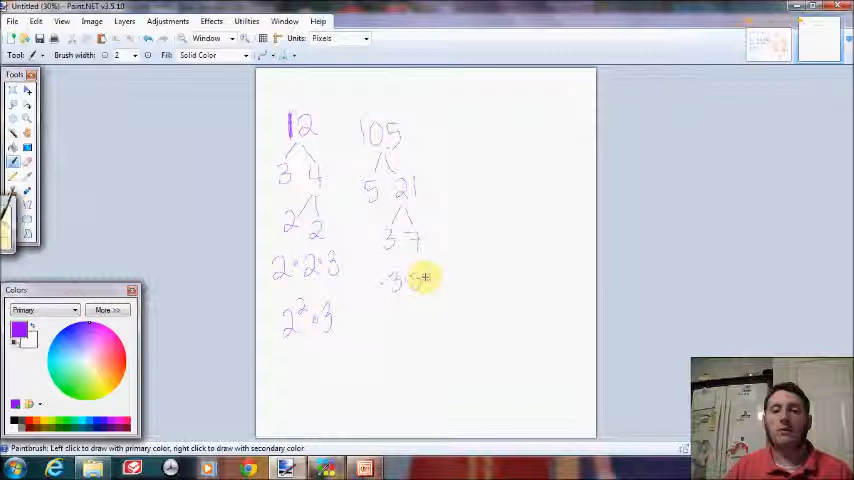 Untitled (30%) - Paint.NET v3.5.10
File Edit View Image Layers Adjustments Effects Utilities Window Help
Window Units: Pixels
Tool: Brush width: 2 Fill: Solid Color
Tools
12 105
3 4 5 21
2 2 3 7
2 · 2 · 3 · 3 · 5
2² · 3
Colors
Primary More >>
Paintbrush: Left click to draw with primary color, right click to draw with secondary color.